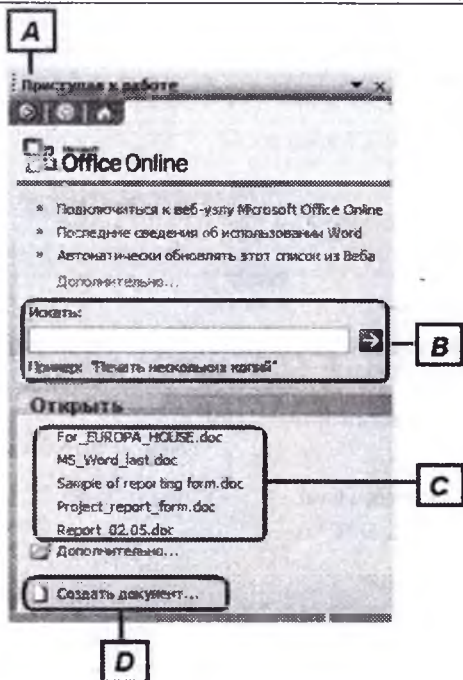 A
Приступая к работе
Office Online
» Подключиться к веб-узлу Microsoft Office Online
» Последние сведения об использовании Word
» Автоматически обновлять этот список из Веба
Дополнительно...
Искать:
B
Пример: "Печать нескольких копий"
Открыть
For_EUROPA_HOUSE.doc
MS_Word_last.doc
Sample of reporting form.doc
C
Project_report_form.doc
Report_02.05.doc
Дополнительно...
Создать документ...
D